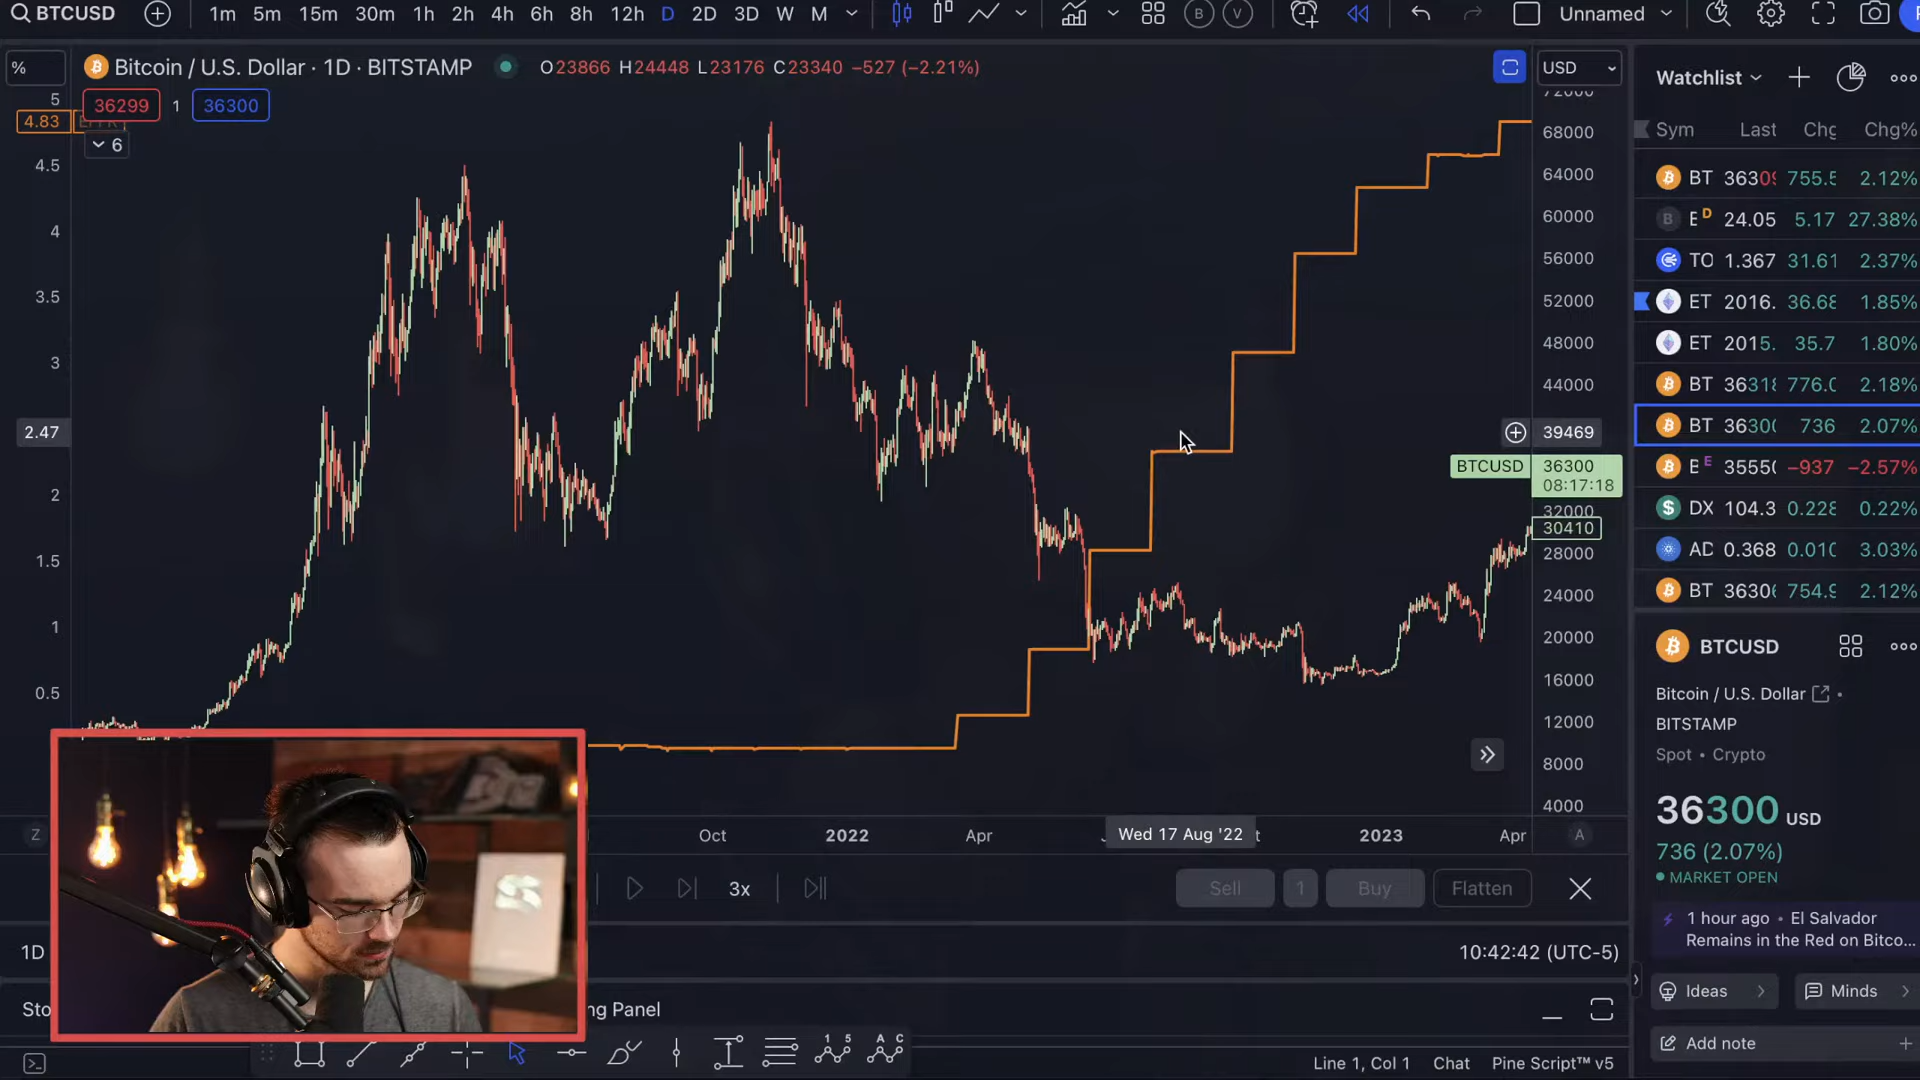 BTCUSD 1m 5m 15m 30m 1h 2h 4h 6h 8h 12h D 2D 3D W M B V Unnamed
% Bitcoin / U.S. Dollar · 1D · BITSTAMP O23866 H24448 L23176 C23340 −527 (−2.21%) USD
36299 1 36300
6
5
4.83
4.5
4
3.5
3
2.47
2
1.5
1
0.5
72000
68000
64000
60000
56000
52000
48000
44000
39469
BTCUSD 36300
08:17:18
32000
30410
28000
24000
20000
16000
12000
8000
4000
Z Oct 2022 Apr Wed 17 Aug '22 2023 Apr A
3x Sell 1 Buy Flatten
1D 10:42:42 (UTC-5)
Sto ng Panel
1 5 A C
Line 1, Col 1 Chat Pine Script™ v5
Watchlist
Sym Last Chg Chg%
BT 36309 755.5 2.12%
E D 24.05 5.17 27.38%
TO 1.367 31.61 2.37%
ET 2016. 36.68 1.85%
ET 2015. 35.7 1.80%
BT 36318 776.0 2.18%
BT 36300 736 2.07%
B E 35550 −937 −2.57%
DX 104.3 0.228 0.22%
AD 0.368 0.010 3.03%
BT 36306 754.9 2.12%
BTCUSD
Bitcoin / U.S. Dollar
BITSTAMP
Spot • Crypto
36300 USD
736 (2.07%)
MARKET OPEN
1 hour ago • El Salvador
Remains in the Red on Bitco...
Ideas Minds
Add note